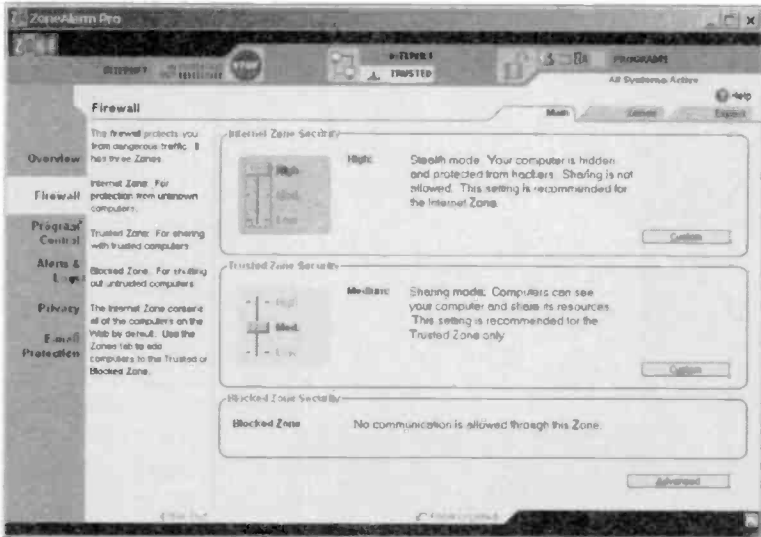 ZoneAlarm Pro
STOP
TRUSTED
PROGRAMS
All Systems Active
Help
Firewall
Main
Zones
Expert
The firewall protects you
from dangerous traffic. It
has three Zones.
Internet Zone: For
protection from unknown
computers.
Trusted Zone: For sharing
with trusted computers.
Blocked Zone: For shutting
out untrusted computers.
The Internet Zone contains
all of the computers on the
Web by default. Use the
Zones tab to add
computers to the Trusted or
Blocked Zone.
Overview
Firewall
Program
Control
Alerts &
Logs
Privacy
E-mail
Protection
Internet Zone Security
High
Med.
Low
High:
Stealth mode. Your computer is hidden
and protected from hackers. Sharing is not
allowed. This setting is recommended for
the Internet Zone.
Custom
Trusted Zone Security
High
Med.
Low
Medium:
Sharing mode. Computers can see
your computer and share its resources.
This setting is recommended for the
Trusted Zone only
Custom
Blocked Zone Security
Blocked Zone
No communication is allowed through this Zone.
Advanced